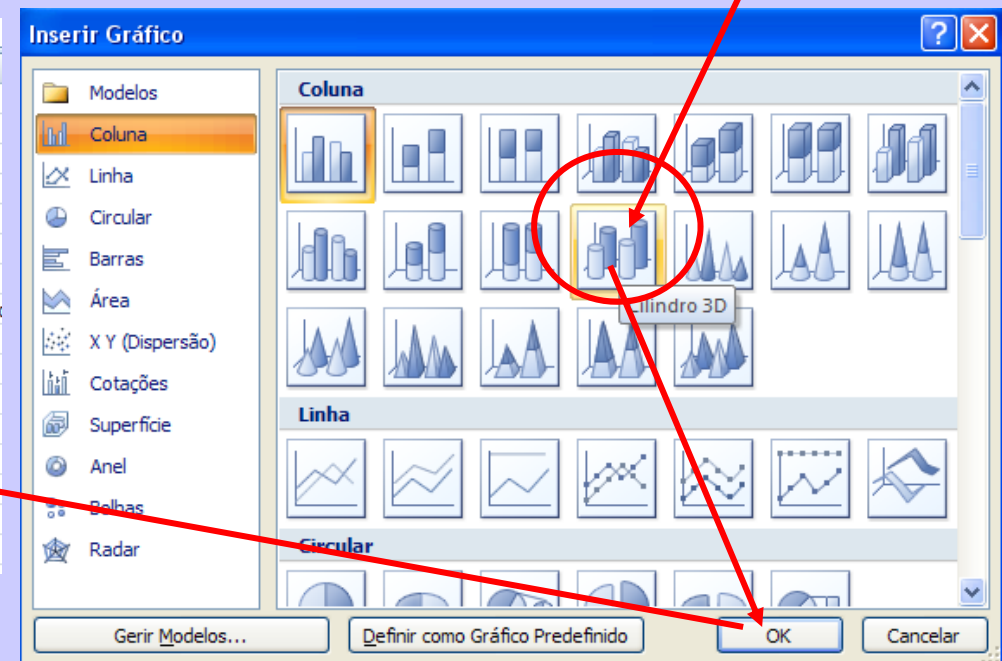 Inserir Gráfico
Modelos
Coluna
Linha
Circular
Barras
Área
X Y (Dispersão)
Cotações
Superfície
Anel
Bolhas
Radar
Coluna
Cilindro 3D
Linha
Circular
Gerir Modelos...
Definir como Gráfico Predefinido
OK
Cancelar